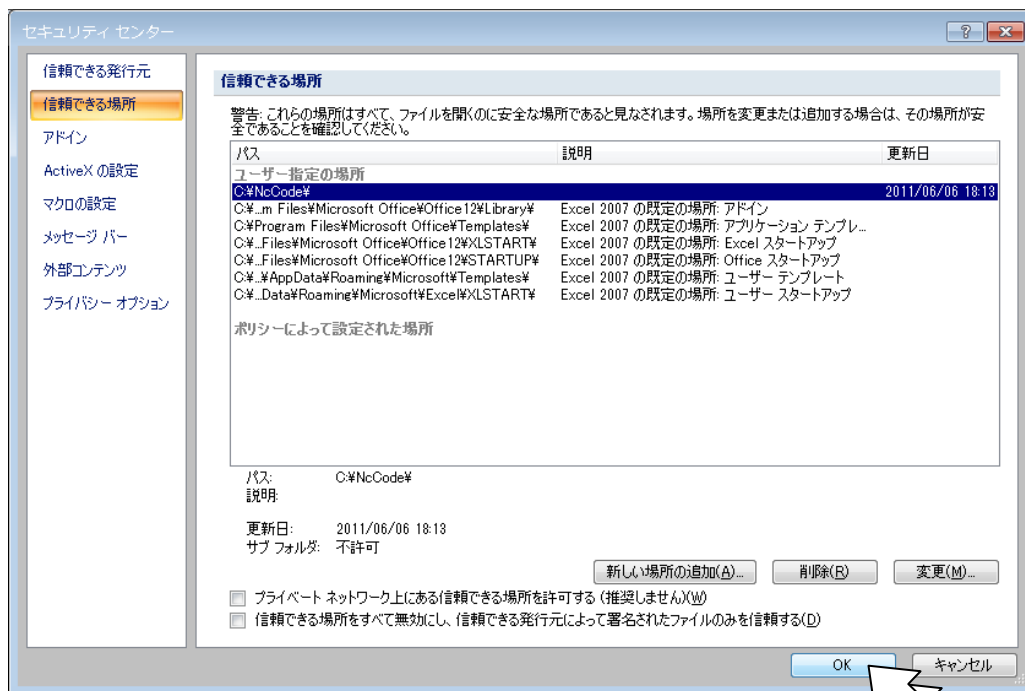 セキュリティ センター
信頼できる発行元
信頼できる場所
アドイン
ActiveX の設定
マクロの設定
メッセージ バー
外部コンテンツ
プライバシー オプション
信頼できる場所
警告: これらの場所はすべて、ファイルを開くのに安全な場所であると見なされます。場所を変更または追加する場合は、その場所が安
全であることを確認してください。
パス 説明 更新日
ユーザー指定の場所
C:¥NcCode¥ 2011/06/06 18:13
C:¥...m Files¥Microsoft Office¥Office12¥Library¥ Excel 2007 の既定の場所: アドイン
C:¥Program Files¥Microsoft Office¥Templates¥ Excel 2007 の既定の場所: アプリケーション テンプレ...
C:¥...Files¥Microsoft Office¥Office12¥XLSTART¥ Excel 2007 の既定の場所: Excel スタートアップ
C:¥...Files¥Microsoft Office¥Office12¥STARTUP¥ Excel 2007 の既定の場所: Office スタートアップ
C:¥...¥AppData¥Roaming¥Microsoft¥Templates¥ Excel 2007 の既定の場所: ユーザー テンプレート
C:¥...Data¥Roaming¥Microsoft¥Excel¥XLSTART¥ Excel 2007 の既定の場所: ユーザー スタートアップ
ポリシーによって設定された場所
パス: C:¥NcCode¥
説明:
更新日: 2011/06/06 18:13
サブ フォルダ: 不許可
新しい場所の追加(A)... 削除(R) 変更(M)...
プライベート ネットワーク上にある信頼できる場所を許可する (推奨しません)(W)
信頼できる場所をすべて無効にし、信頼できる発行元によって署名されたファイルのみを信頼する(D)
OK キャンセル